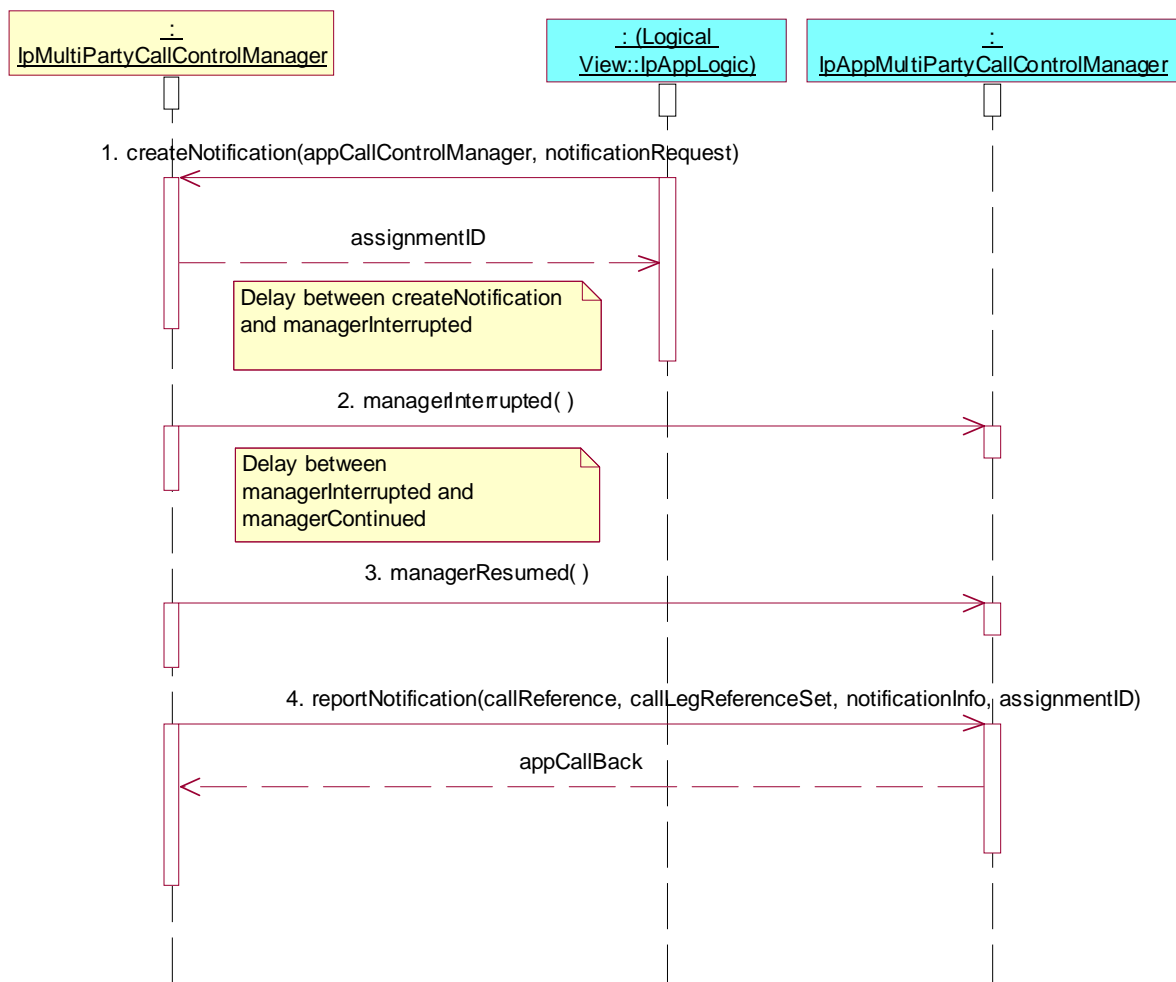 :
IpMultiPartyCallControlManager
: (Logical
View::IpAppLogic)
:
IpAppMultiPartyCallControlManager
1. createNotification(appCallControlManager, notificationRequest)
assignmentID
Delay between createNotification
and managerInterrupted
2. managerInterrupted( )
Delay between
managerInterrupted and
managerContinued
3. managerResumed( )
4. reportNotification(callReference, callLegReferenceSet, notificationInfo, assignmentID)
appCallBack